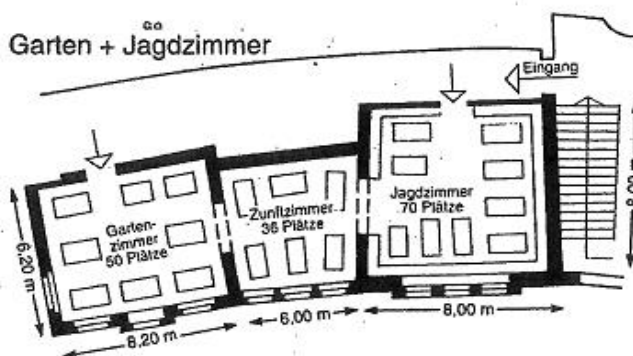 Garten + Jagdzimmer
Eingang
Garten-
zimmer
50 Plätze
Zunftzimmer
36 Plätze
Jagdzimmer
70 Plätze
6,20 m
8,20 m
6,00 m
8,00 m